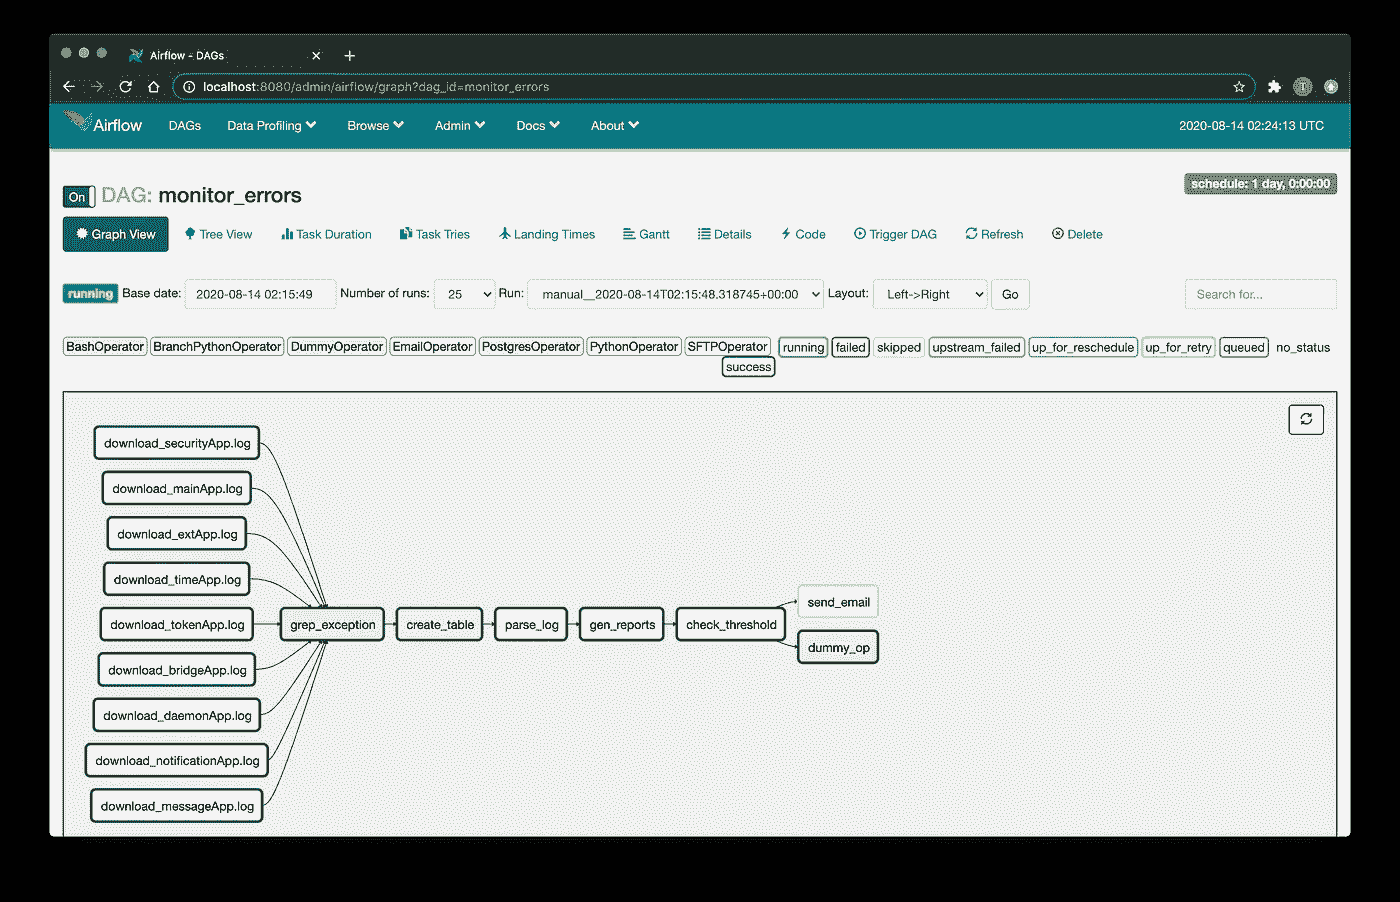 Airflow - DAGs
localhost:8080/admin/airflow/graph?dag_id=monitor_errors
Airflow DAGs Data Profiling Browse Admin Docs About 2020-08-14 02:24:13 UTC
On DAG: monitor_errors schedule: 1 day, 0:00:00
Graph View Tree View Task Duration Task Tries Landing Times Gantt Details Code Trigger DAG Refresh Delete
running Base date: 2020-08-14 02:15:49 Number of runs: 25 Run: manual__2020-08-14T02:15:48.318745+00:00 Layout: Left->Right Go Search for...
BashOperator BranchPythonOperator DummyOperator EmailOperator PostgresOperator PythonOperator SFTPOperator running failed skipped upstream_failed up_for_reschedule up_for_retry queued no_status
success
download_securityApp.log
download_mainApp.log
download_extApp.log
download_timeApp.log
send_email
download_tokenApp.log grep_exception create_table parse_log gen_reports check_threshold
dummy_op
download_bridgeApp.log
download_daemonApp.log
download_notificationApp.log
download_messageApp.log